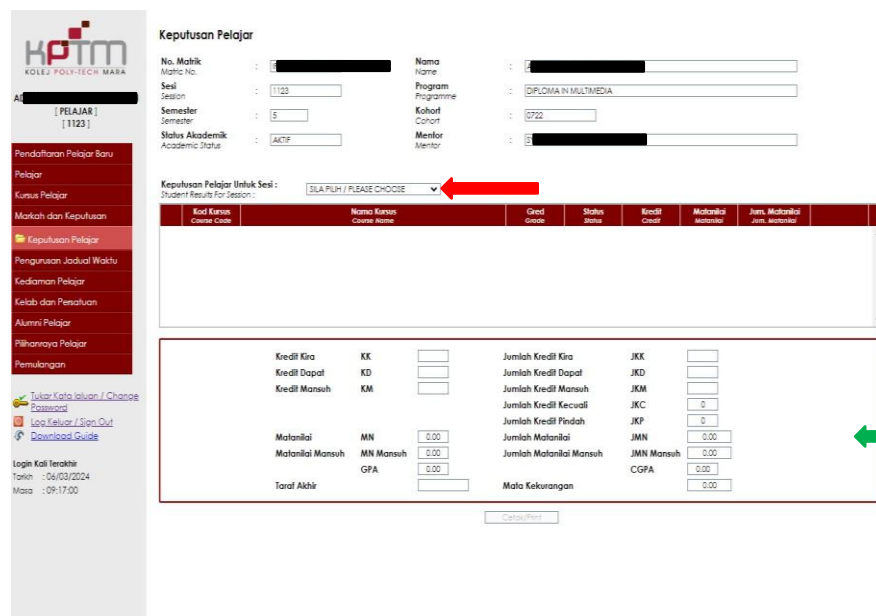 KPTM
KOLEJ POLY-TECH MARA
[ PELAJAR ]
[ 1123 ]
Pendaftaran Pelajar Baru
Pelajar
Kursus Pelajar
Markah dan Keputusan
Keputusan Pelajar
Pengurusan Jadual Waktu
Kediaman Pelajar
Kelab dan Persatuan
Alumni Pelajar
Pilihanraya Pelajar
Pemulangan
Tukar Kata laluan / Change
Password
Log Keluar / Sign Out
Download Guide
Login Kali Terakhir
Tarikh : 06/03/2024
Masa : 09:17:00
Keputusan Pelajar
No. Matrik : Nama :
Matric No. Name
Sesi : 1123 Program : DIPLOMA IN MULTIMEDIA
Session Programme
Semester : 5 Kohort : 0722
Semester Cohort
Status Akademik : AKTIF Mentor :
Academic Status Mentor
Keputusan Pelajar Untuk Sesi : SILA PILIH / PLEASE CHOOSE
Student Results For Session :
Kod Kursus Nama Kursus Gred Status Kredit Matanilai Jum. Matanilai
Course Code Course Name Grade Status Credit Matanilai Jum. Matanilai
Kredit Kira KK Jumlah Kredit Kira JKK
Kredit Dapat KD Jumlah Kredit Dapat JKD
Kredit Mansuh KM Jumlah Kredit Mansuh JKM
Jumlah Kredit Kecuali JKC 0
Jumlah Kredit Pindah JKP 0
Matanilai MN 0.00 Jumlah Matanilai JMN 0.00
Matanilai Mansuh MN Mansuh 0.00 Jumlah Matanilai Mansuh JMN Mansuh 0.00
GPA 0.00 CGPA 0.00
Taraf Akhir Mata Kekurangan 0.00
Cetak/Print